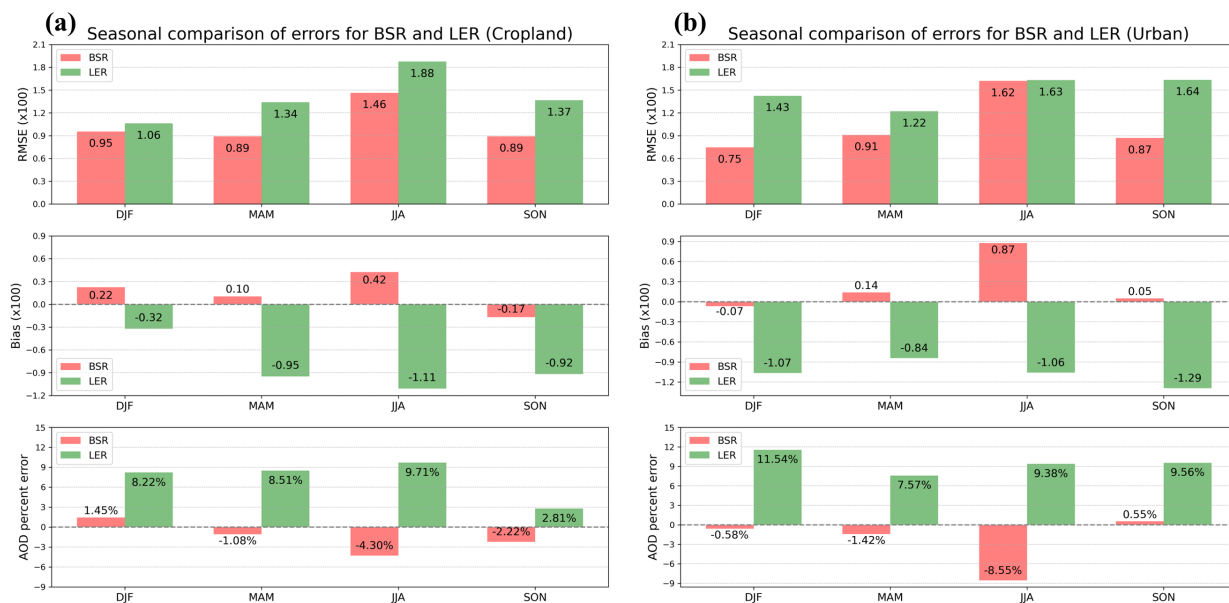 (a)
Seasonal comparison of errors for BSR and LER (Cropland)
2.1
1.8
1.5
1.2
0.9
0.6
0.3
0.0
RMSE (x100)
BSR
LER
0.95
1.06
0.89
1.34
1.46
1.88
0.89
1.37
DJF
MAM
JJA
SON
0.9
0.6
0.3
0.0
−0.3
−0.6
−0.9
−1.2
Bias (x100)
0.22
-0.32
0.10
-0.95
0.42
-1.11
-0.17
-0.92
BSR
LER
DJF
MAM
JJA
SON
15
12
9
6
3
0
−3
−6
−9
AOD percent error
BSR
LER
1.45%
8.22%
-1.08%
8.51%
-4.30%
9.71%
-2.22%
2.81%
DJF
MAM
JJA
SON
(b)
Seasonal comparison of errors for BSR and LER (Urban)
2.1
1.8
1.5
1.2
0.9
0.6
0.3
0.0
RMSE (x100)
BSR
LER
0.75
1.43
0.91
1.22
1.62
1.63
0.87
1.64
DJF
MAM
JJA
SON
0.9
0.6
0.3
0.0
−0.3
−0.6
−0.9
−1.2
Bias (x100)
BSR
LER
-0.07
-1.07
0.14
-0.84
0.87
-1.06
0.05
-1.29
DJF
MAM
JJA
SON
15
12
9
6
3
0
−3
−6
−9
AOD percent error
BSR
LER
-0.58%
11.54%
-1.42%
7.57%
-8.55%
9.38%
0.55%
9.56%
DJF
MAM
JJA
SON